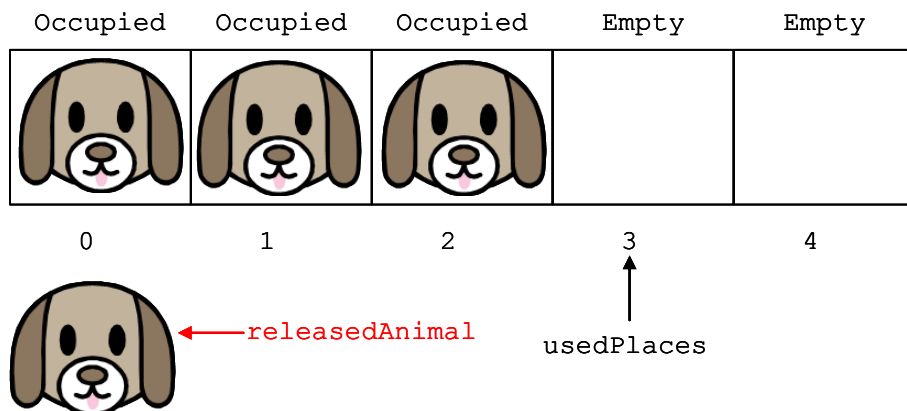 Occupied Occupied Occupied Empty Empty
0 1 2 3 4
releasedAnimal
usedPlaces